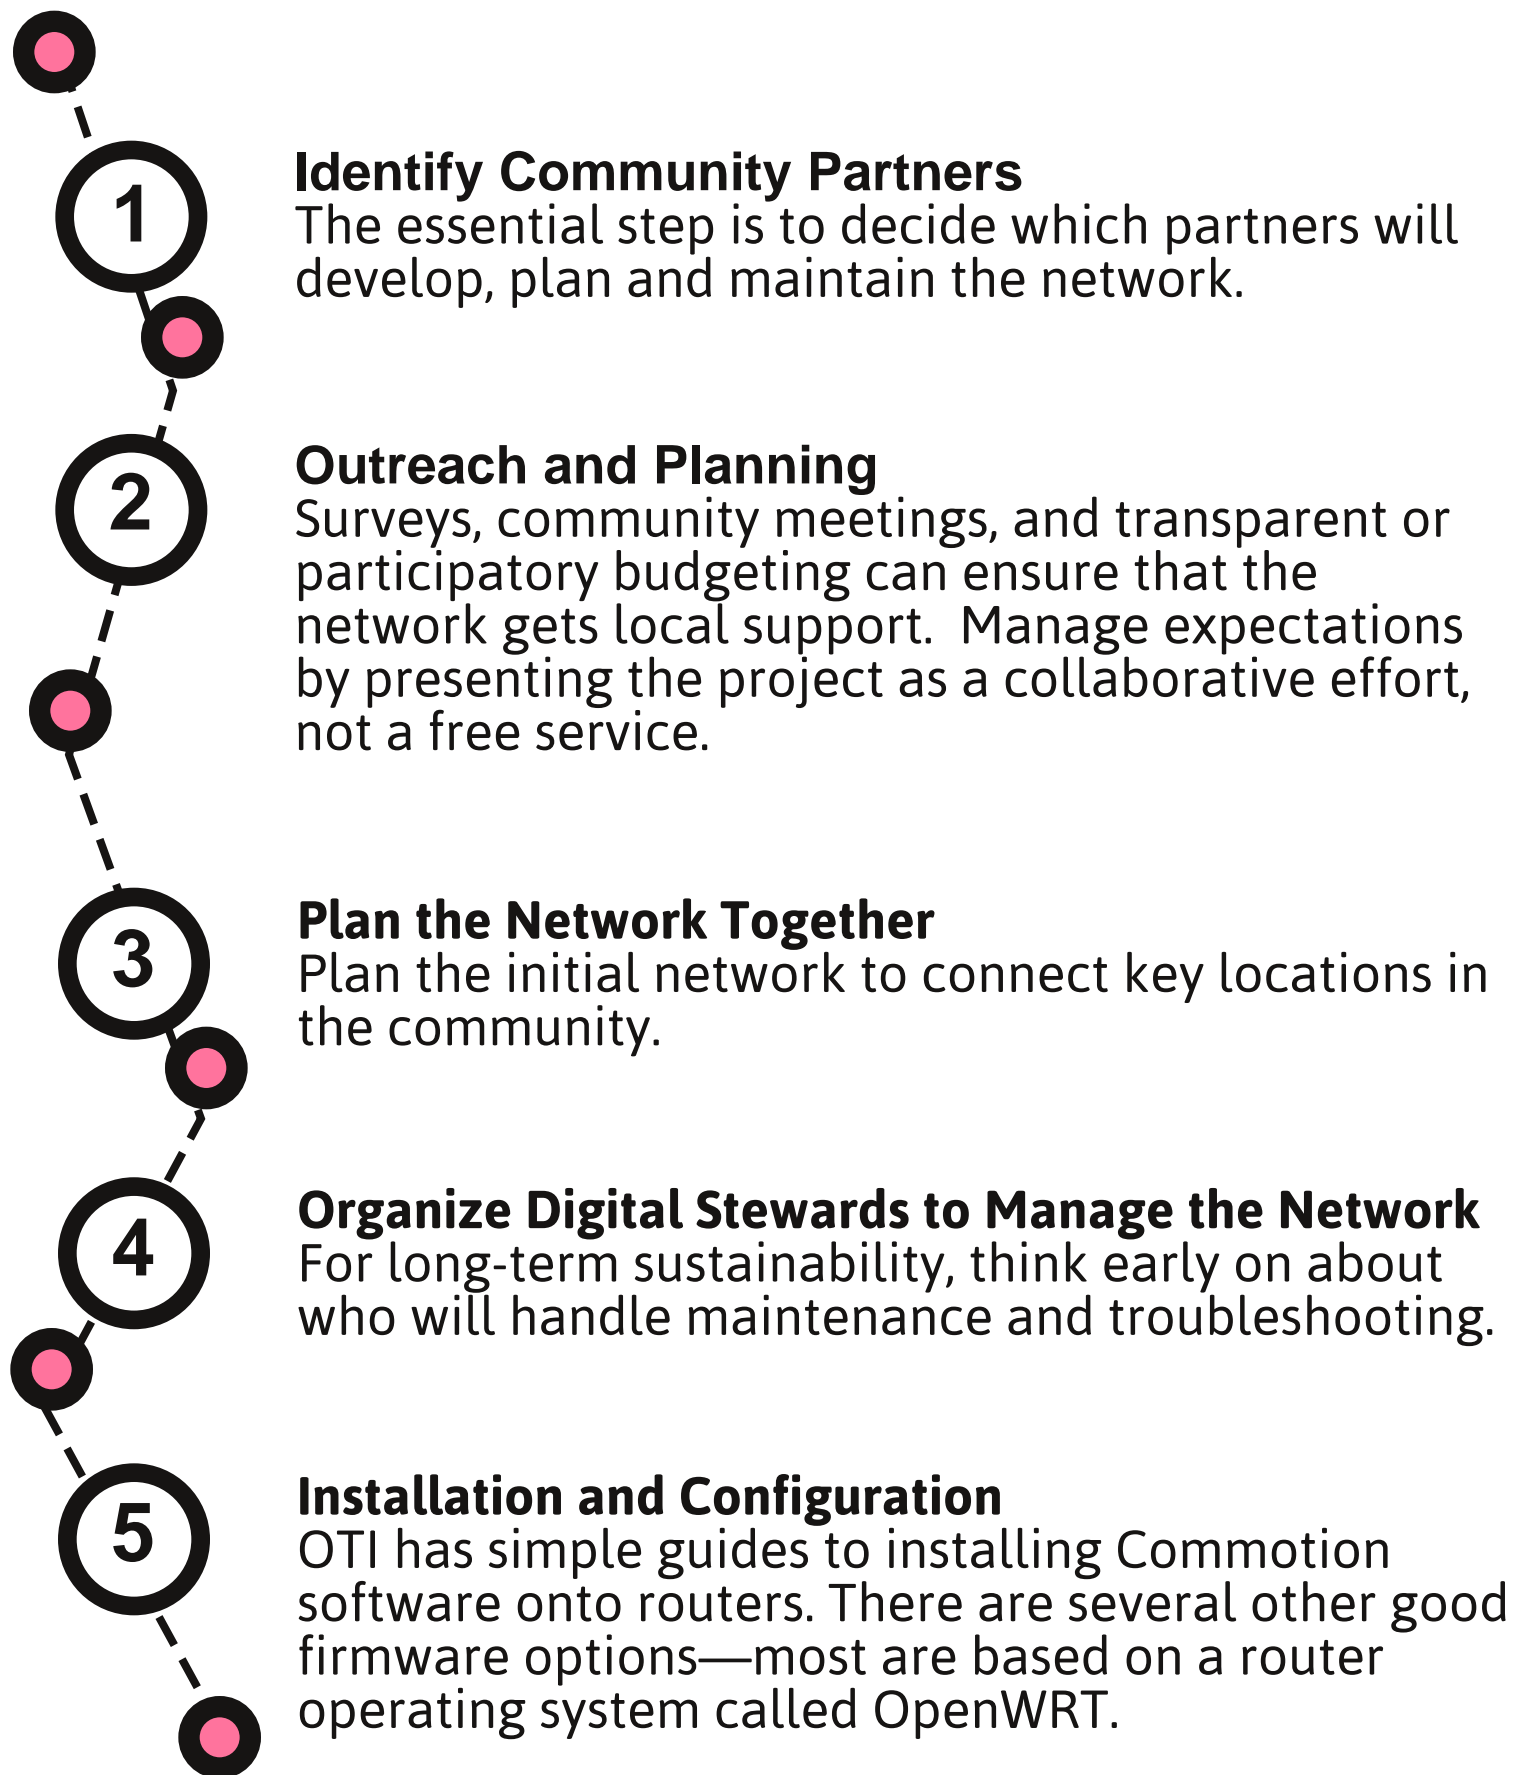 1
Identify Community Partners
The essential step is to decide which partners will
develop, plan and maintain the network.
2
Outreach and Planning
Surveys, community meetings, and transparent or
participatory budgeting can ensure that the
network gets local support.  Manage expectations
by presenting the project as a collaborative effort,
not a free service.
3
Plan the Network Together
Plan the initial network to connect key locations in
the community.
4
Organize Digital Stewards to Manage the Network
For long-term sustainability, think early on about
who will handle maintenance and troubleshooting.
5
Installation and Configuration
OTI has simple guides to installing Commotion
software onto routers. There are several other good
firmware options—most are based on a router
operating system called OpenWRT.